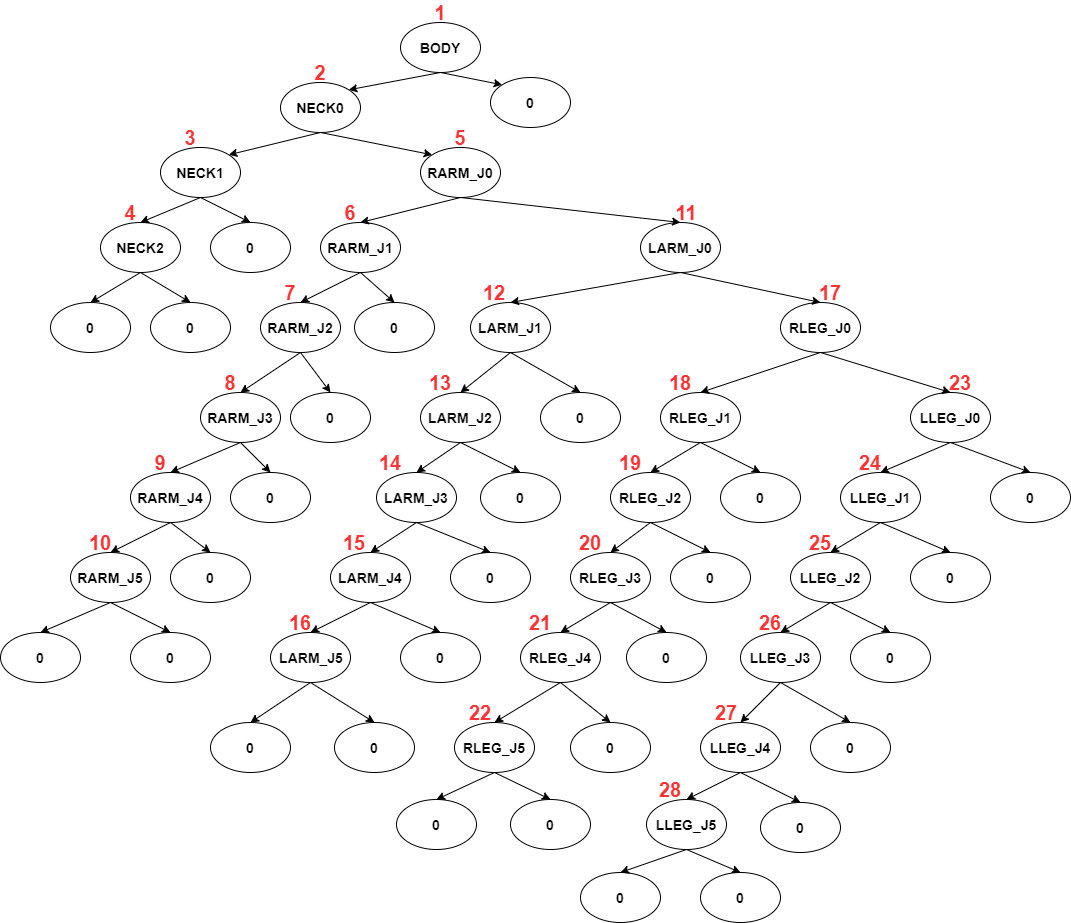 1
BODY
2
NECK0
0
3
NECK1
5
RARM_J0
4
NECK2
0
6
RARM_J1
11
LARM_J0
0
0
7
RARM_J2
0
12
LARM_J1
17
RLEG_J0
8
RARM_J3
0
13
LARM_J2
0
18
RLEG_J1
23
LLEG_J0
9
RARM_J4
0
14
LARM_J3
0
19
RLEG_J2
0
24
LLEG_J1
0
10
RARM_J5
0
15
LARM_J4
0
20
RLEG_J3
0
25
LLEG_J2
0
0
0
16
LARM_J5
0
21
RLEG_J4
0
26
LLEG_J3
0
0
0
22
RLEG_J5
0
27
LLEG_J4
0
0
0
28
LLEG_J5
0
0
0